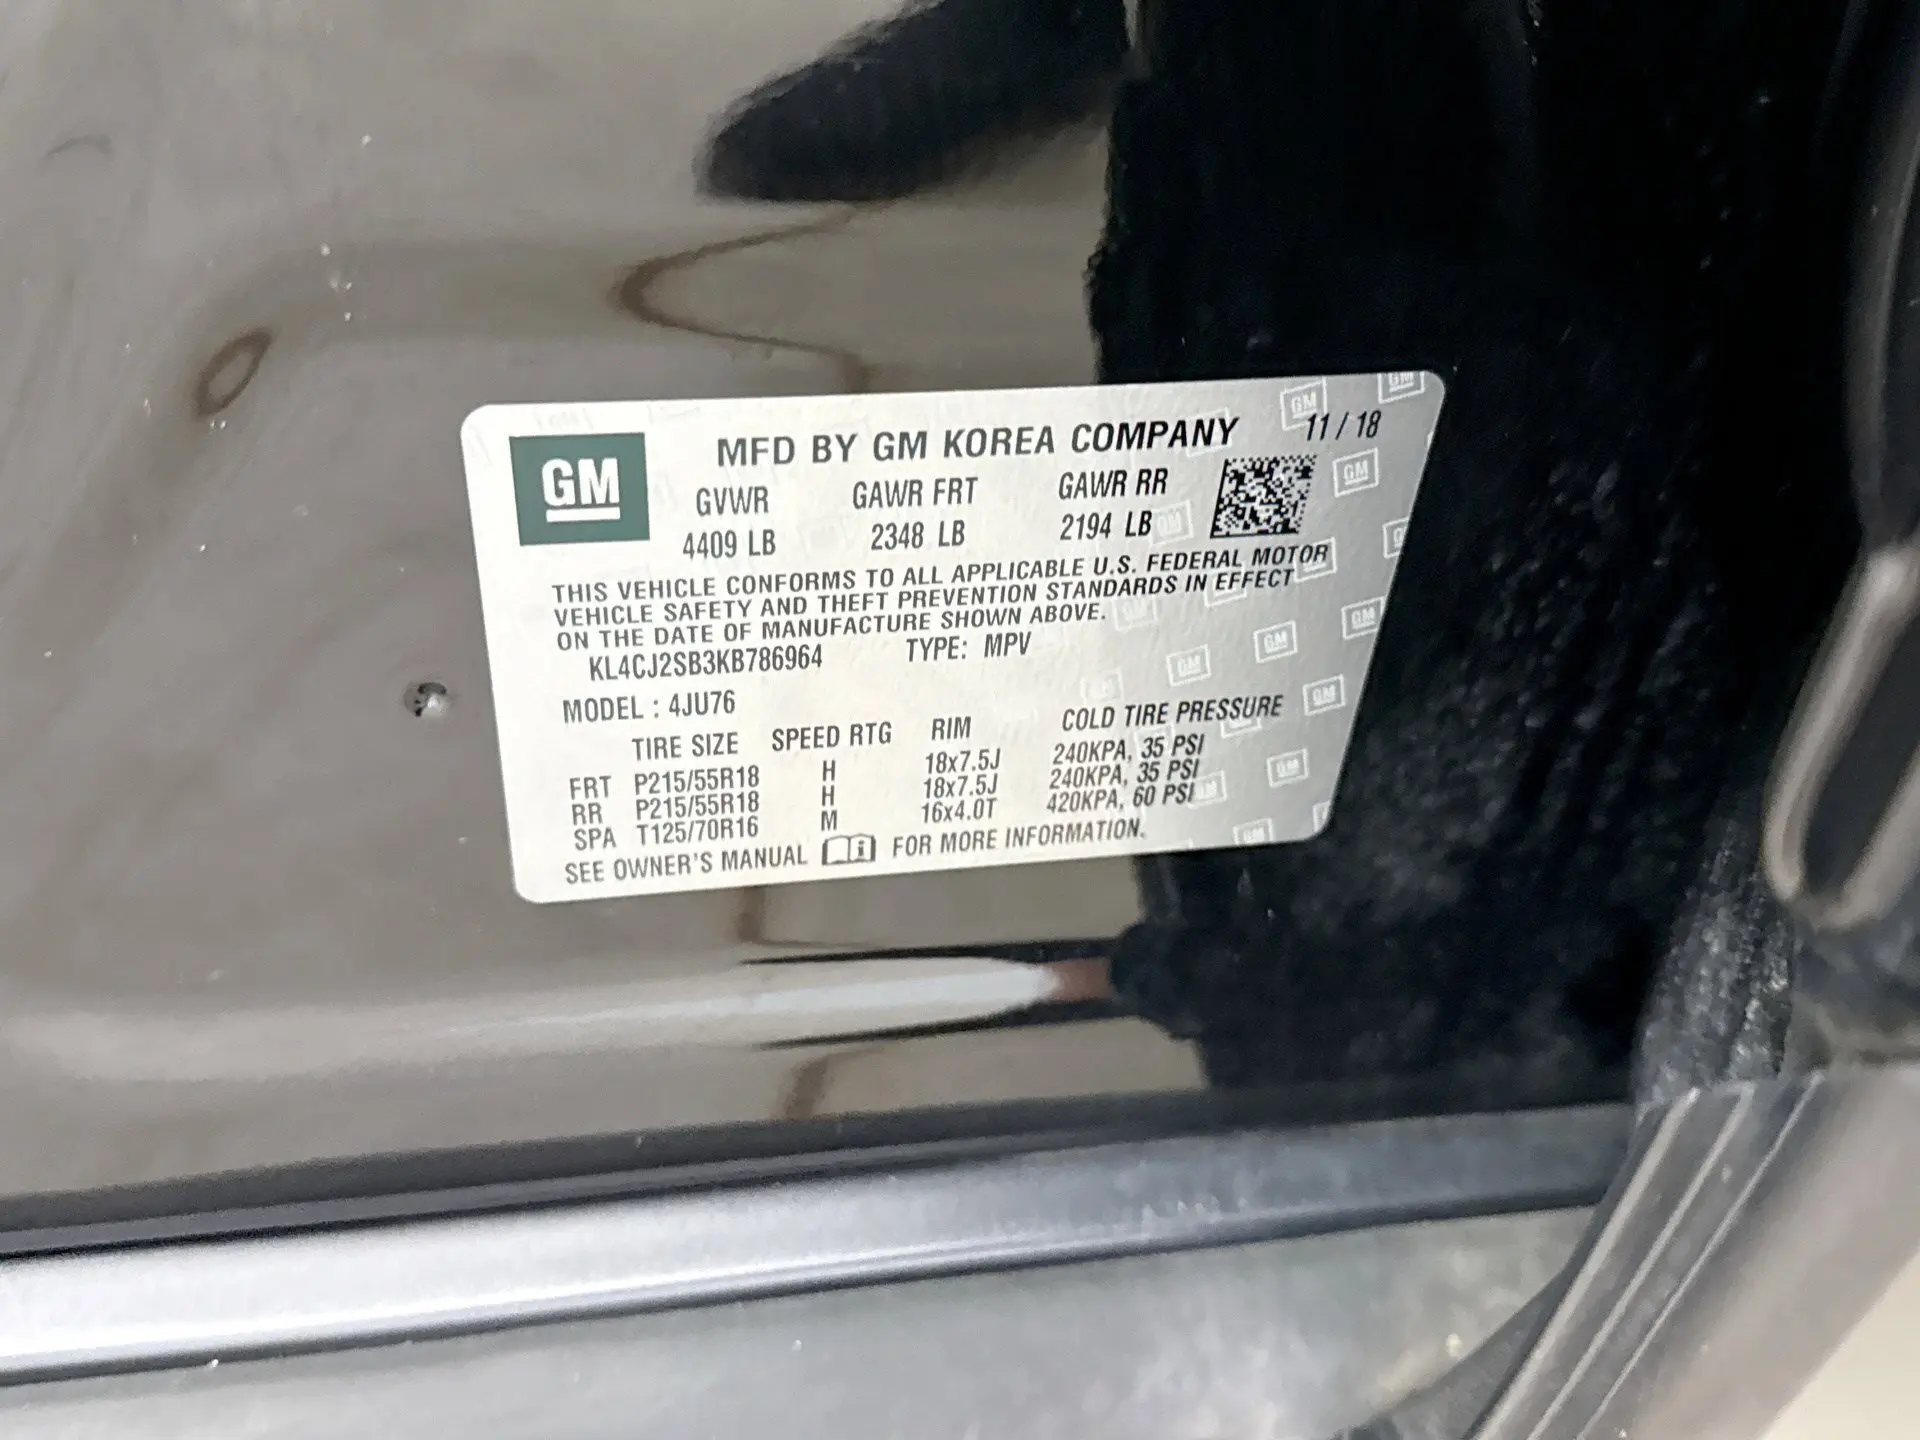 GM
MFD BY GM KOREA COMPANY 11 / 18
GVWR GAWR FRT GAWR RR
4409 LB 2348 LB 2194 LB
THIS VEHICLE CONFORMS TO ALL APPLICABLE U.S. FEDERAL MOTOR
VEHICLE SAFETY AND THEFT PREVENTION STANDARDS IN EFFECT
ON THE DATE OF MANUFACTURE SHOWN ABOVE.
KL4CJ2SB3KB786964 TYPE: MPV
MODEL : 4JU76
TIRE SIZE SPEED RTG RIM COLD TIRE PRESSURE
FRT P215/55R18 H 18x7.5J 240KPA, 35 PSI
RR P215/55R18 H 18x7.5J 240KPA, 35 PSI
SPA T125/70R16 M 16x4.0T 420KPA, 60 PSI
SEE OWNER'S MANUAL i FOR MORE INFORMATION.